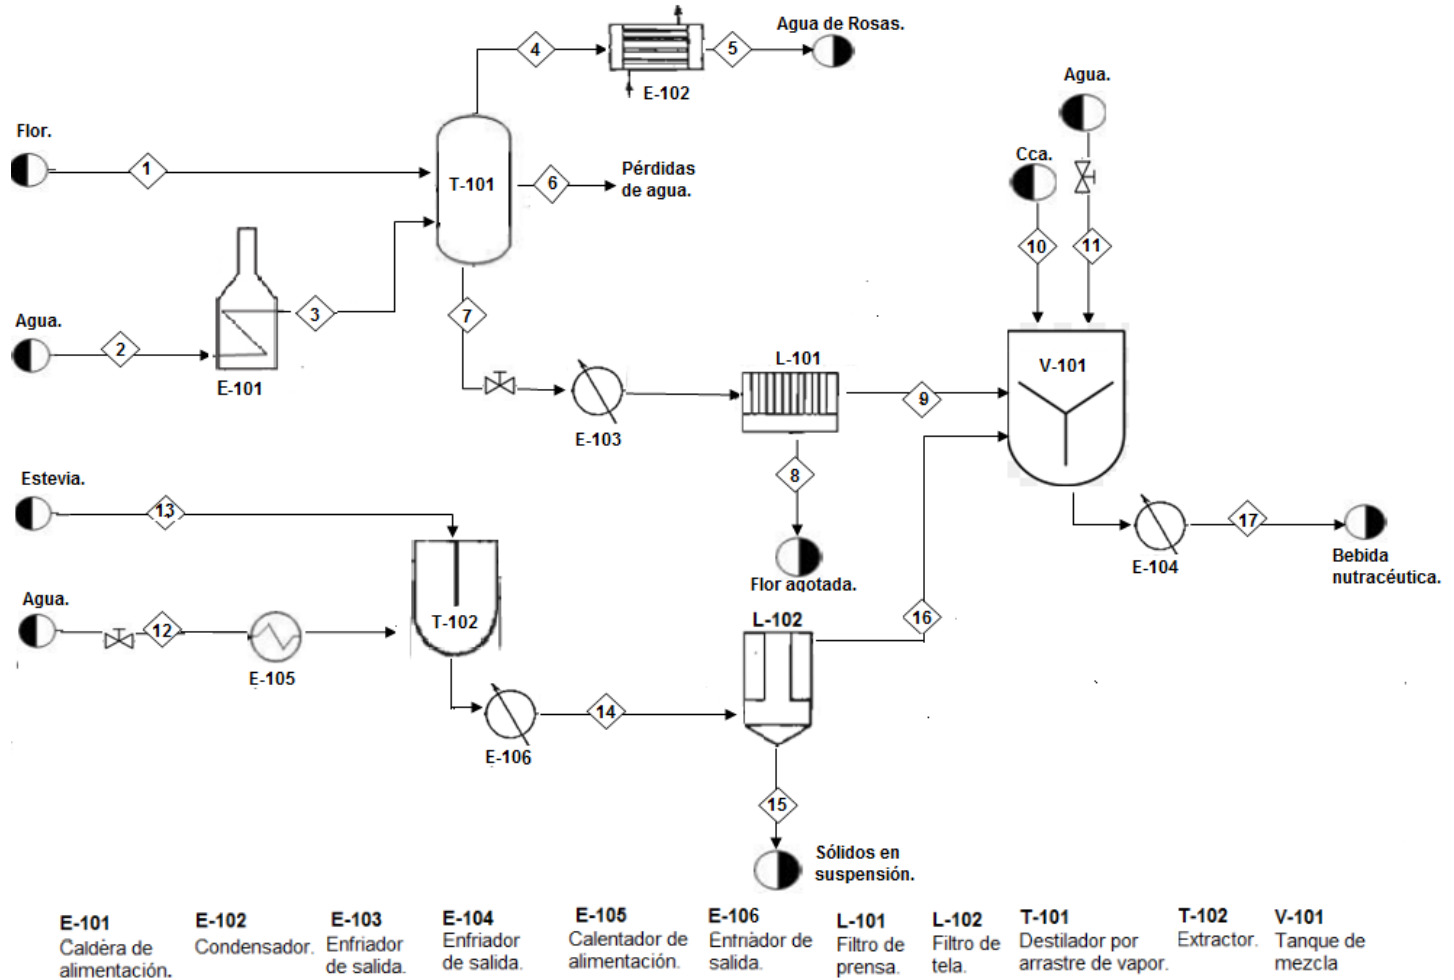 Agua de Rosas.
4
5
E-102
Agua.
Flor.
1
Cca.
T-101
6
Pérdidas
de agua.
10
11
Agua.
2
3
7
E-101
L-101
V-101
E-103
9
8
Estevia.
13
17
E-104
Bebida
nutracéutica.
Flor agotada.
Agua.
12
T-102
L-102
16
E-105
14
E-106
15
Sólidos en
suspensión.
E-101
Caldera de
alimentación.
E-102
Condensador.
E-103
Enfriador
de salida.
E-104
Enfriador
de salida.
E-105
Calentador de
alimentación.
E-106
Entriador de
salida.
L-101
Filtro de
prensa.
L-102
Filtro de
tela.
T-101
Destilador por
arrastre de vapor.
T-102
Extractor.
V-101
Tanque de
mezcla